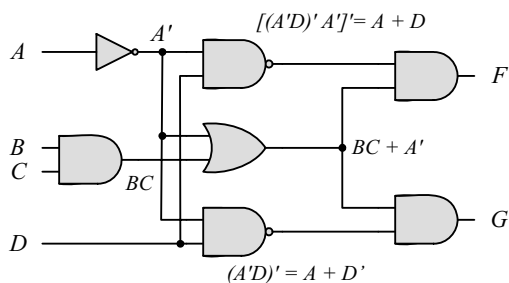 [(A'D)' A']'= A + D
A
A'
F
B
C
BC
BC + A'
G
D
(A'D)' = A + D’